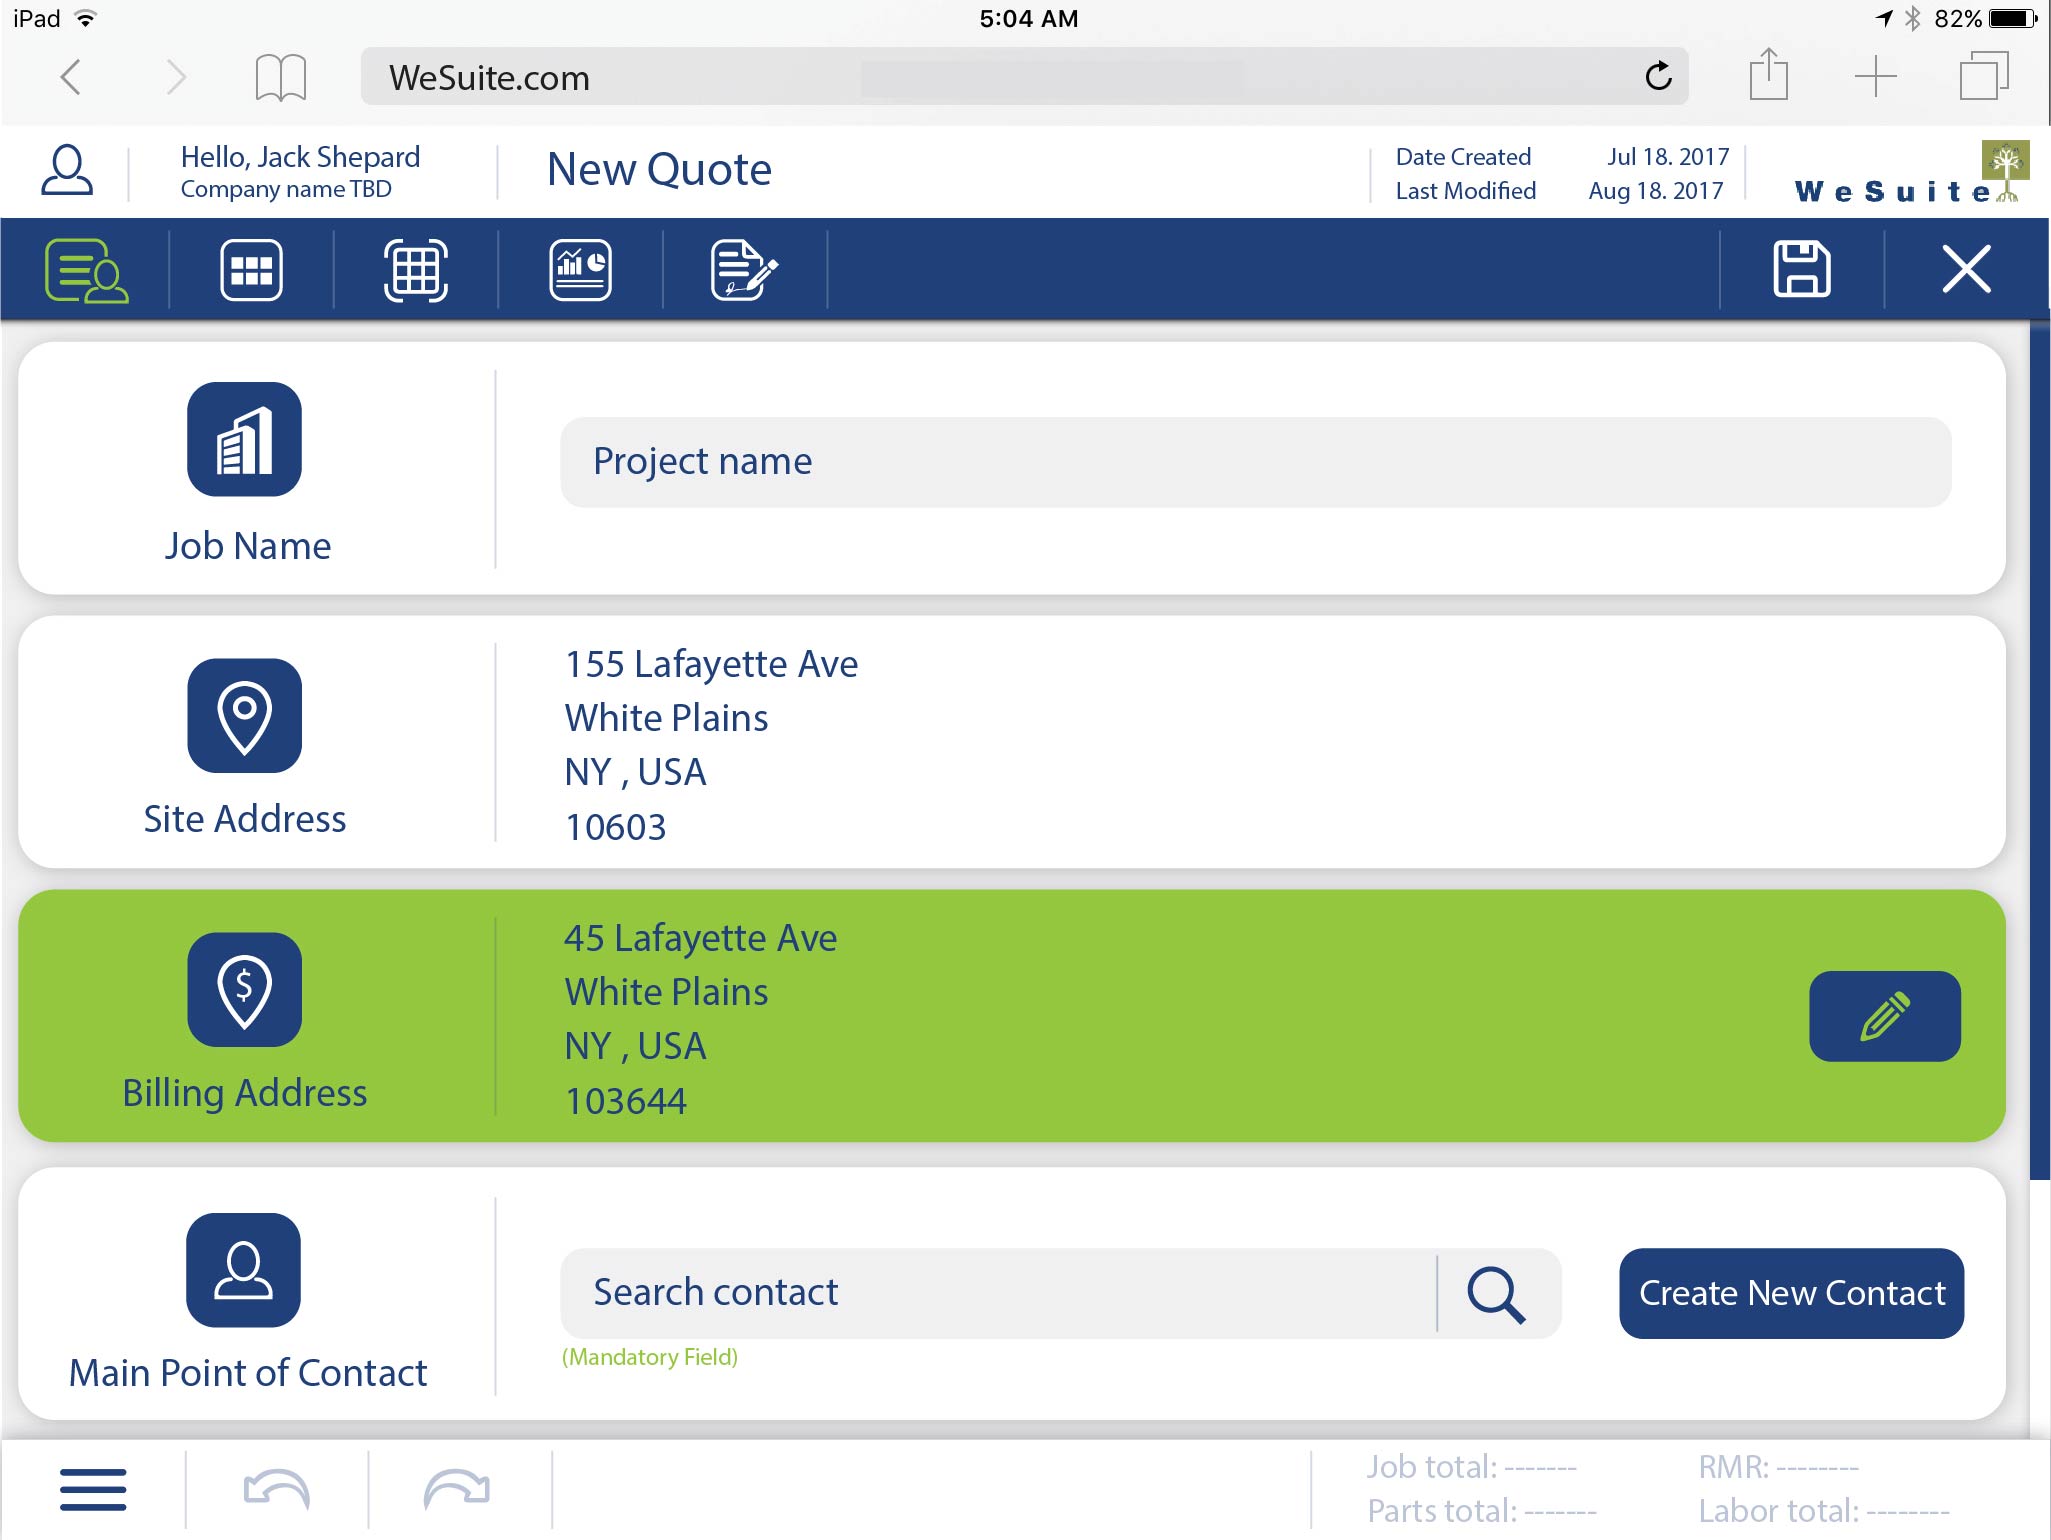 iPad
5:04 AM
82%
WeSuite.com
Hello, Jack Shepard
Company name TBD
New Quote
Date Created Jul 18. 2017
Last Modified Aug 18. 2017
WeSuite
Job Name
Project name
Site Address
155 Lafayette Ave
White Plains
NY , USA
10603
$
Billing Address
45 Lafayette Ave
White Plains
NY , USA
103644
Main Point of Contact
Search contact
(Mandatory Field)
Create New Contact
Job total: -------
RMR: --------
Parts total: -------
Labor total: --------